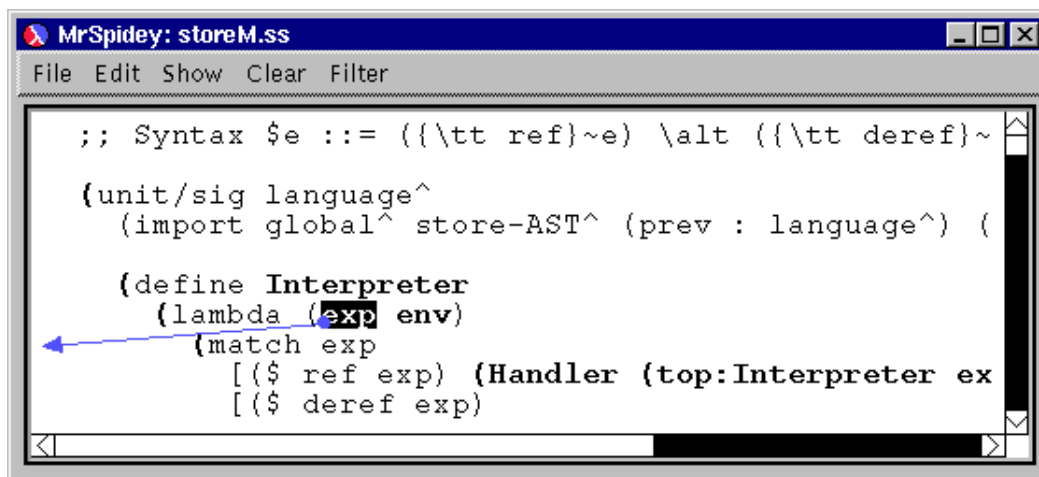 MrSpidey: storeM.ss
File Edit Show Clear Filter
;; Syntax $e ::= ({\tt ref}~e) \alt ({\tt deref}~
(unit/sig language^
(import global^ store-AST^ (prev : language^) (
(define Interpreter
(lambda (exp env)
(match exp
[($ ref exp) (Handler (top:Interpreter ex
[($ deref exp)